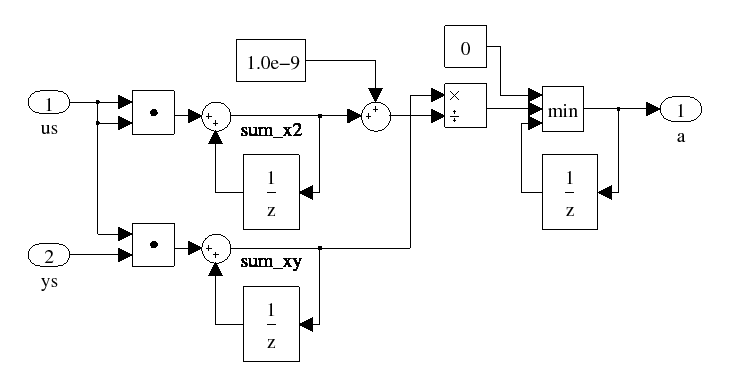 1.0e−9
0
1
us
•
+
+
sum_x2
+
+
×
÷
min
1
a
1
z
1
z
2
ys
•
+
+
sum_xy
1
z